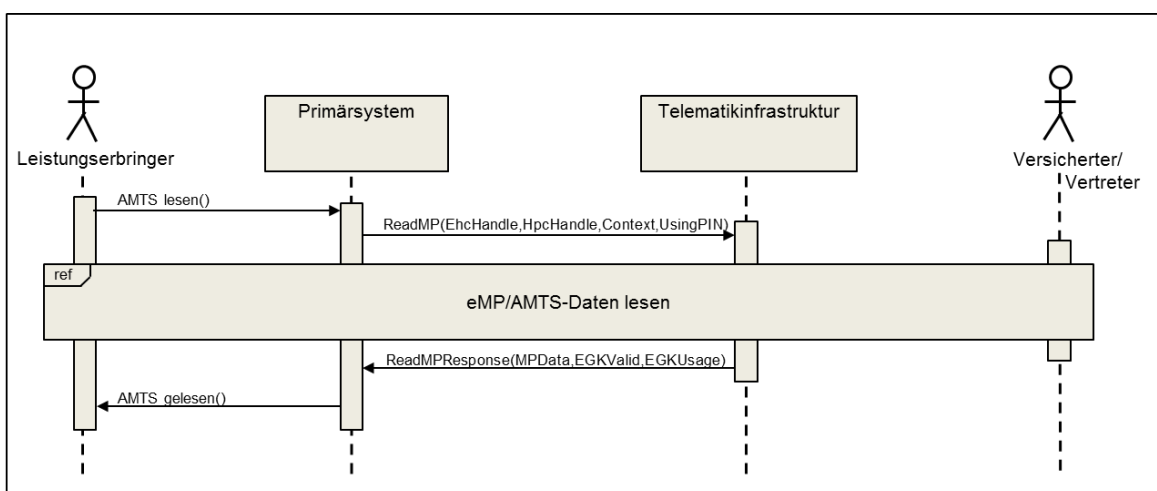 Primärsystem
Telematikinfrastruktur
Leistungserbringer
Versicherter/
Vertreter
AMTS lesen()
ReadMP(EhcHandle,HpcHandle,Context,UsingPIN)
ref
eMP/AMTS-Daten lesen
ReadMPResponse(MPData,EGKValid,EGKUsage)
AMTS gelesen()